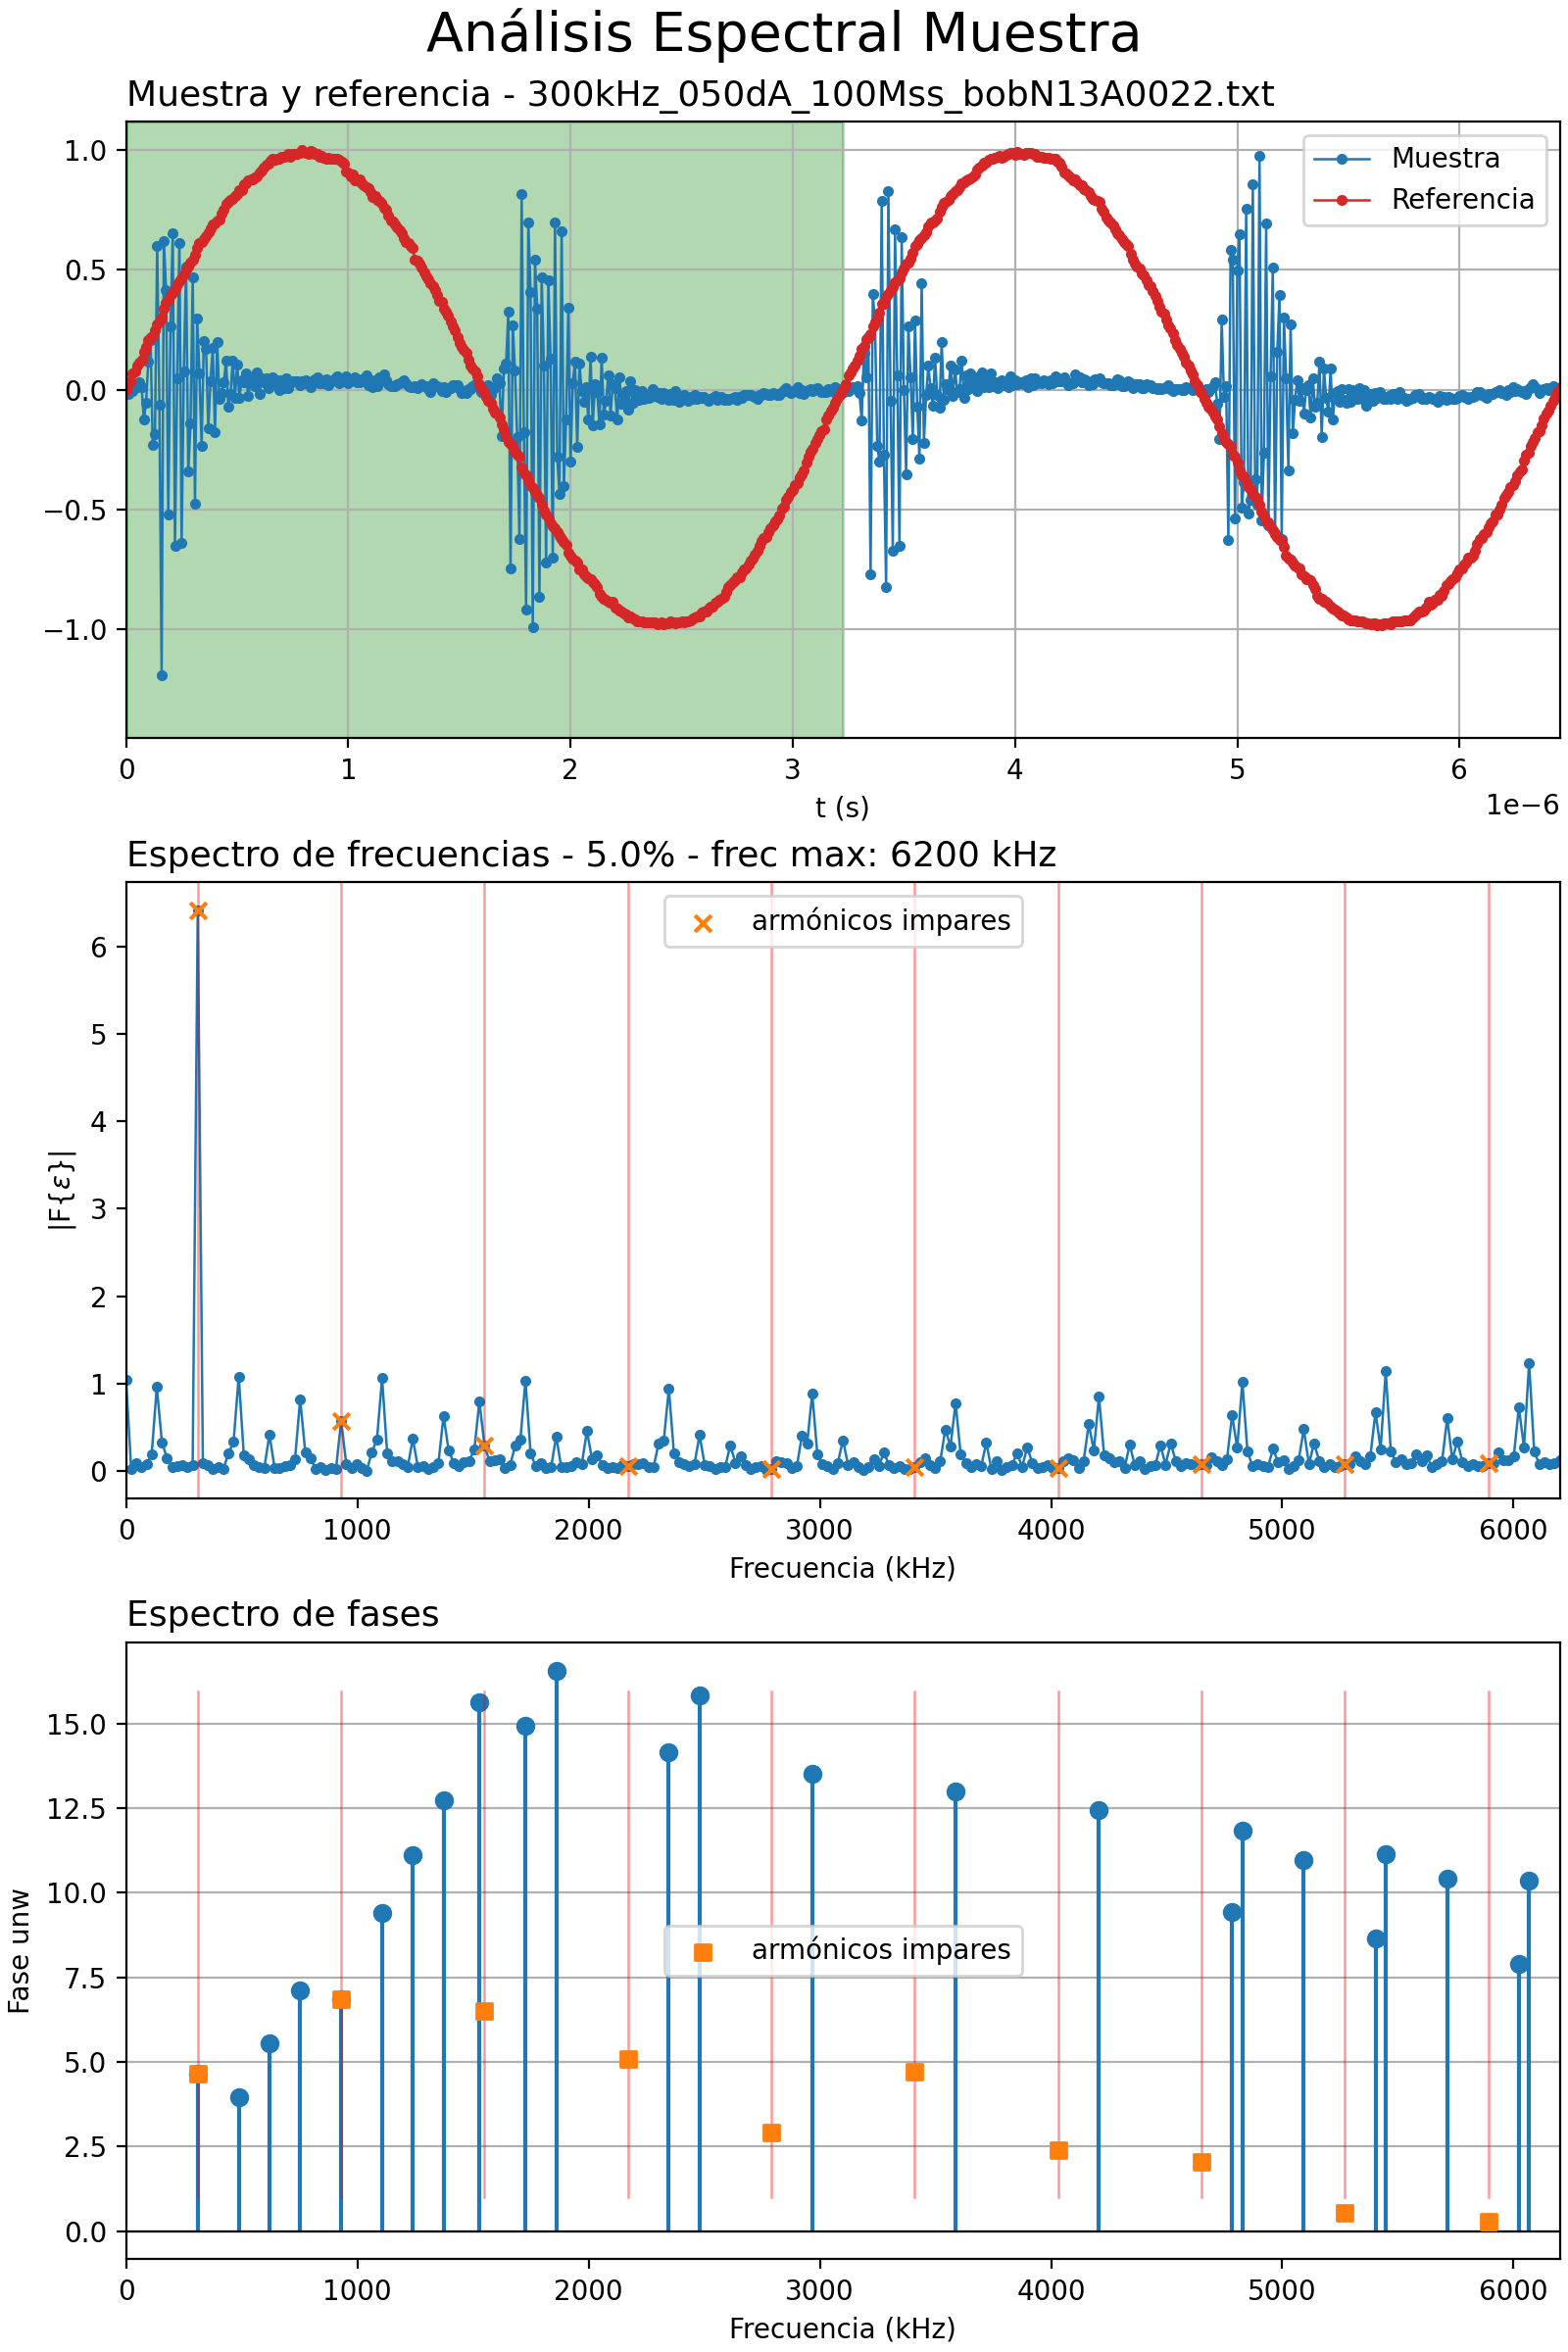 Análisis Espectral Muestra
Muestra y referencia - 300kHz_050dA_100Mss_bobN13A0022.txt
Muestra
Referencia
1.0
0.5
0.0
−0.5
−1.0
0 1 2 3 4 5 6
t (s)
1e−6
Espectro de frecuencias - 5.0% - frec max: 6200 kHz
armónicos impares
|F{ε}|
6
5
4
3
2
1
0
0 1000 2000 3000 4000 5000 6000
Frecuencia (kHz)
Espectro de fases
armónicos impares
Fase unw
15.0
12.5
10.0
7.5
5.0
2.5
0.0
0 1000 2000 3000 4000 5000 6000
Frecuencia (kHz)